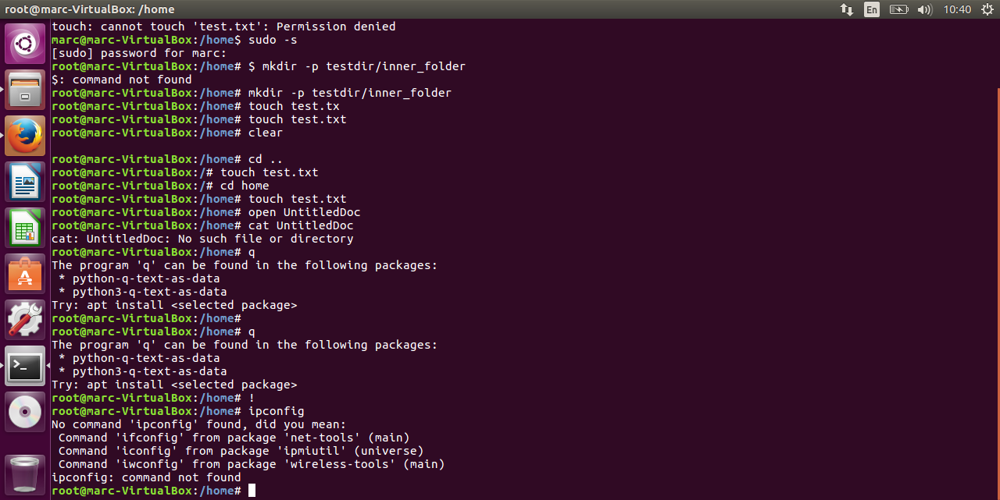 root@marc-VirtualBox: /home
En
10:40
touch: cannot touch 'test.txt': Permission denied
marc@marc-VirtualBox:/home$ sudo -s
[sudo] password for marc:
root@marc-VirtualBox:/home# $ mkdir -p testdir/inner_folder
$: command not found
root@marc-VirtualBox:/home# mkdir -p testdir/inner_folder
root@marc-VirtualBox:/home# touch test.tx
root@marc-VirtualBox:/home# touch test.txt
root@marc-VirtualBox:/home# clear
root@marc-VirtualBox:/home# cd ..
root@marc-VirtualBox:/# touch test.txt
root@marc-VirtualBox:/# cd home
root@marc-VirtualBox:/home# touch test.txt
root@marc-VirtualBox:/home# open UntitledDoc
root@marc-VirtualBox:/home# cat UntitledDoc
cat: UntitledDoc: No such file or directory
root@marc-VirtualBox:/home# q
The program 'q' can be found in the following packages:
 * python-q-text-as-data
 * python3-q-text-as-data
Try: apt install <selected package>
root@marc-VirtualBox:/home#
root@marc-VirtualBox:/home# q
The program 'q' can be found in the following packages:
 * python-q-text-as-data
 * python3-q-text-as-data
Try: apt install <selected package>
root@marc-VirtualBox:/home# !
root@marc-VirtualBox:/home# ipconfig
No command 'ipconfig' found, did you mean:
 Command 'ifconfig' from package 'net-tools' (main)
 Command 'iconfig' from package 'ipmiutil' (universe)
 Command 'iwconfig' from package 'wireless-tools' (main)
ipconfig: command not found
root@marc-VirtualBox:/home#